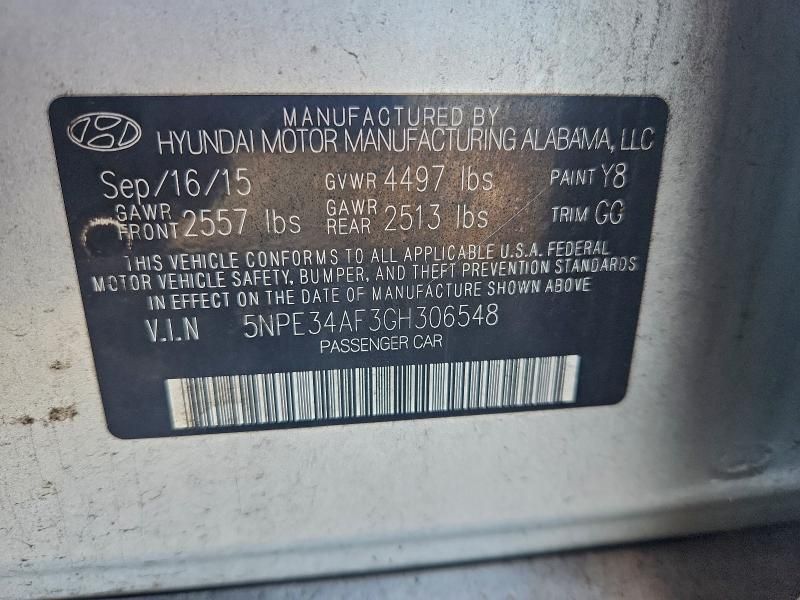 MANUFACTURED BY
HYUNDAI MOTOR MANUFACTURING ALABAMA, LLC
Sep/16/15 GVWR 4497 lbs PAINT Y8
GAWR FRONT 2557 lbs GAWR REAR 2513 lbs TRIM GG
THIS VEHICLE CONFORMS TO ALL APPLICABLE U.S.A. FEDERAL
MOTOR VEHICLE SAFETY, BUMPER, AND THEFT PREVENTION STANDARDS
IN EFFECT ON THE DATE OF MANUFACTURE SHOWN ABOVE
V.I.N 5NPE34AF3GH306548
PASSENGER CAR